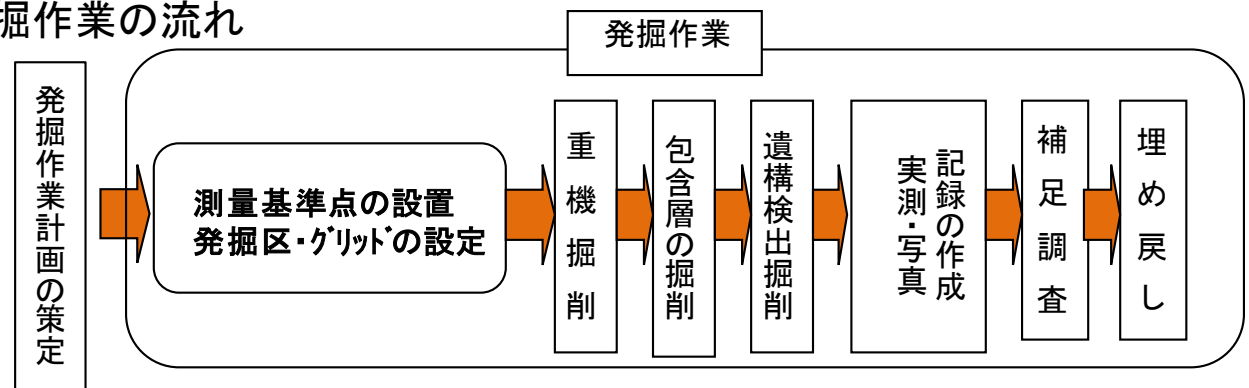 掘作業の流れ
発掘作業
発掘作業計画の策定
測量基準点の設置
発掘区・グリッドの設定
重機掘削
包含層の掘削
遺構検出掘削
記録の作成
実測・写真
補足調査
埋め戻し